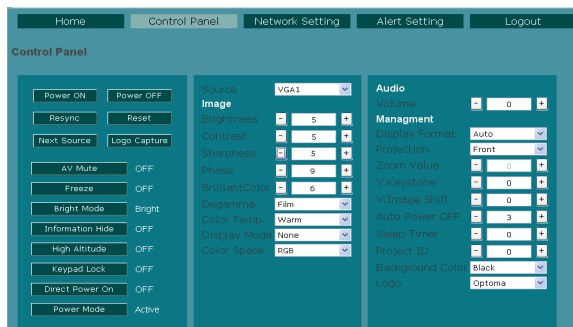 Home Control Panel Network Setting Alert Setting Logout
Control Panel
Power ON Power OFF
Resync Reset
Next Source Logo Capture
AV Mute OFF
Freeze OFF
Bright Mode Bright
Information Hide OFF
High Altitude OFF
Keypad Lock OFF
Direct Power On OFF
Power Mode Active
Source VGA1
Image
Brightness - 5 +
Contrast - 5 +
Sharpness - 5 +
Phase - 9 +
BrilliantColor - 6 +
Degamma Film
Color Temp. Warm
Display Mode None
Color Space RGB
Audio
Volume - 0 +
Managment
Display Format Auto
Projection Front
Zoom Value - 0 +
V.Keystone - 0 +
V.Image Shift - 0 +
Auto Power OFF - 3 +
Sleep Timer - 0 +
Project ID - 0 +
Background Color Black
Logo Optoma